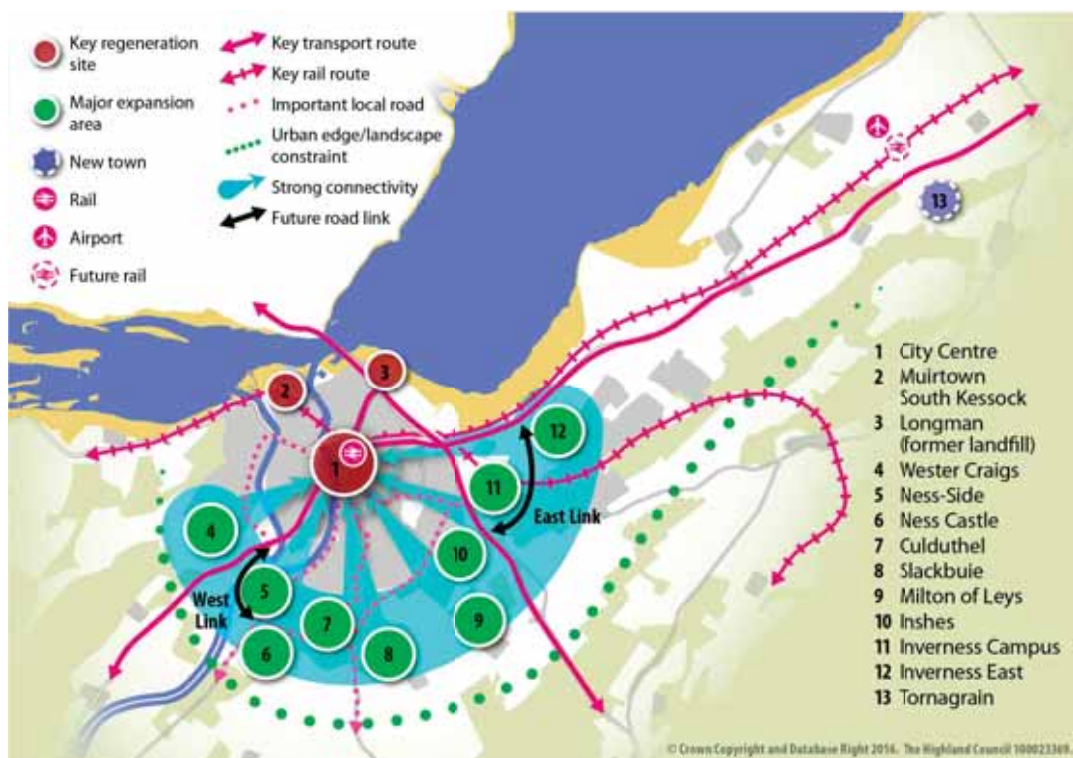 Key regeneration
site
Major expansion
area
New town
Rail
Airport
Future rail
Key transport route
Key rail route
Important local road
Urban edge/landscape
constraint
Strong connectivity
Future road link
13
3
2
1
12
11
East Link
4
10
5
West
Link
9
7
6
8
1 City Centre
2 Muirtown
South Kessock
3 Longman
(former landfill)
4 Wester Craigs
5 Ness-Side
6 Ness Castle
7 Culduthel
8 Slackbuie
9 Milton of Leys
10 Inshes
11 Inverness Campus
12 Inverness East
13 Tornagrain
© Crown Copyright and Database Right 2016. The Highland Council 100023369.